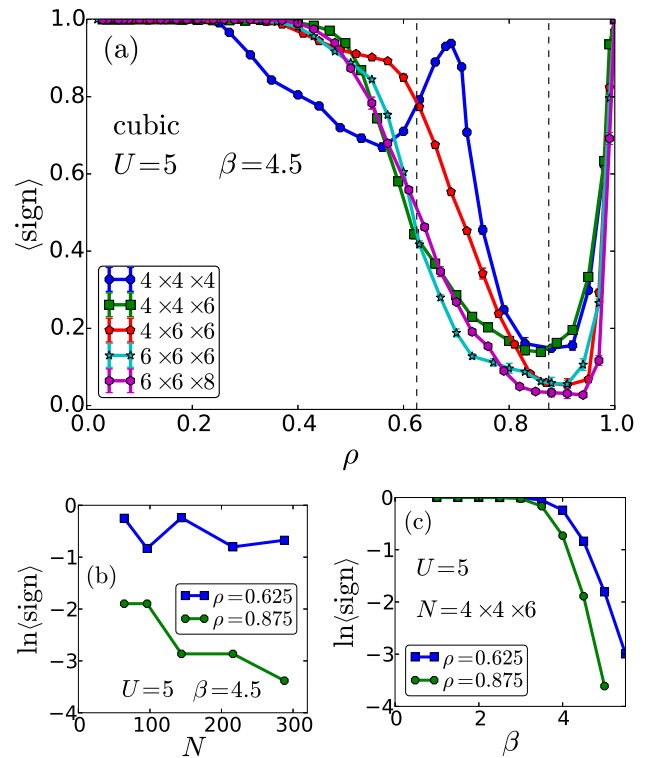 1.0
0.8
0.6
0.4
0.2
0.0
⟨sign⟩
(a)
cubic
U=5 β=4.5
4 ×4 ×4
4 ×4 ×6
4 ×6 ×6
6 ×6 ×6
6 ×6 ×8
0.0 0.2 0.4 0.6 0.8 1.0
ρ
0
−1
−2
−3
−4
ln⟨sign⟩
(b)
ρ=0.625
ρ=0.875
U=5 β=4.5
0 100 200 300
N
0
−1
−2
−3
−4
ln⟨sign⟩
(c)
U=5
N=4 ×4 ×6
ρ=0.625
ρ=0.875
0 2 4
β